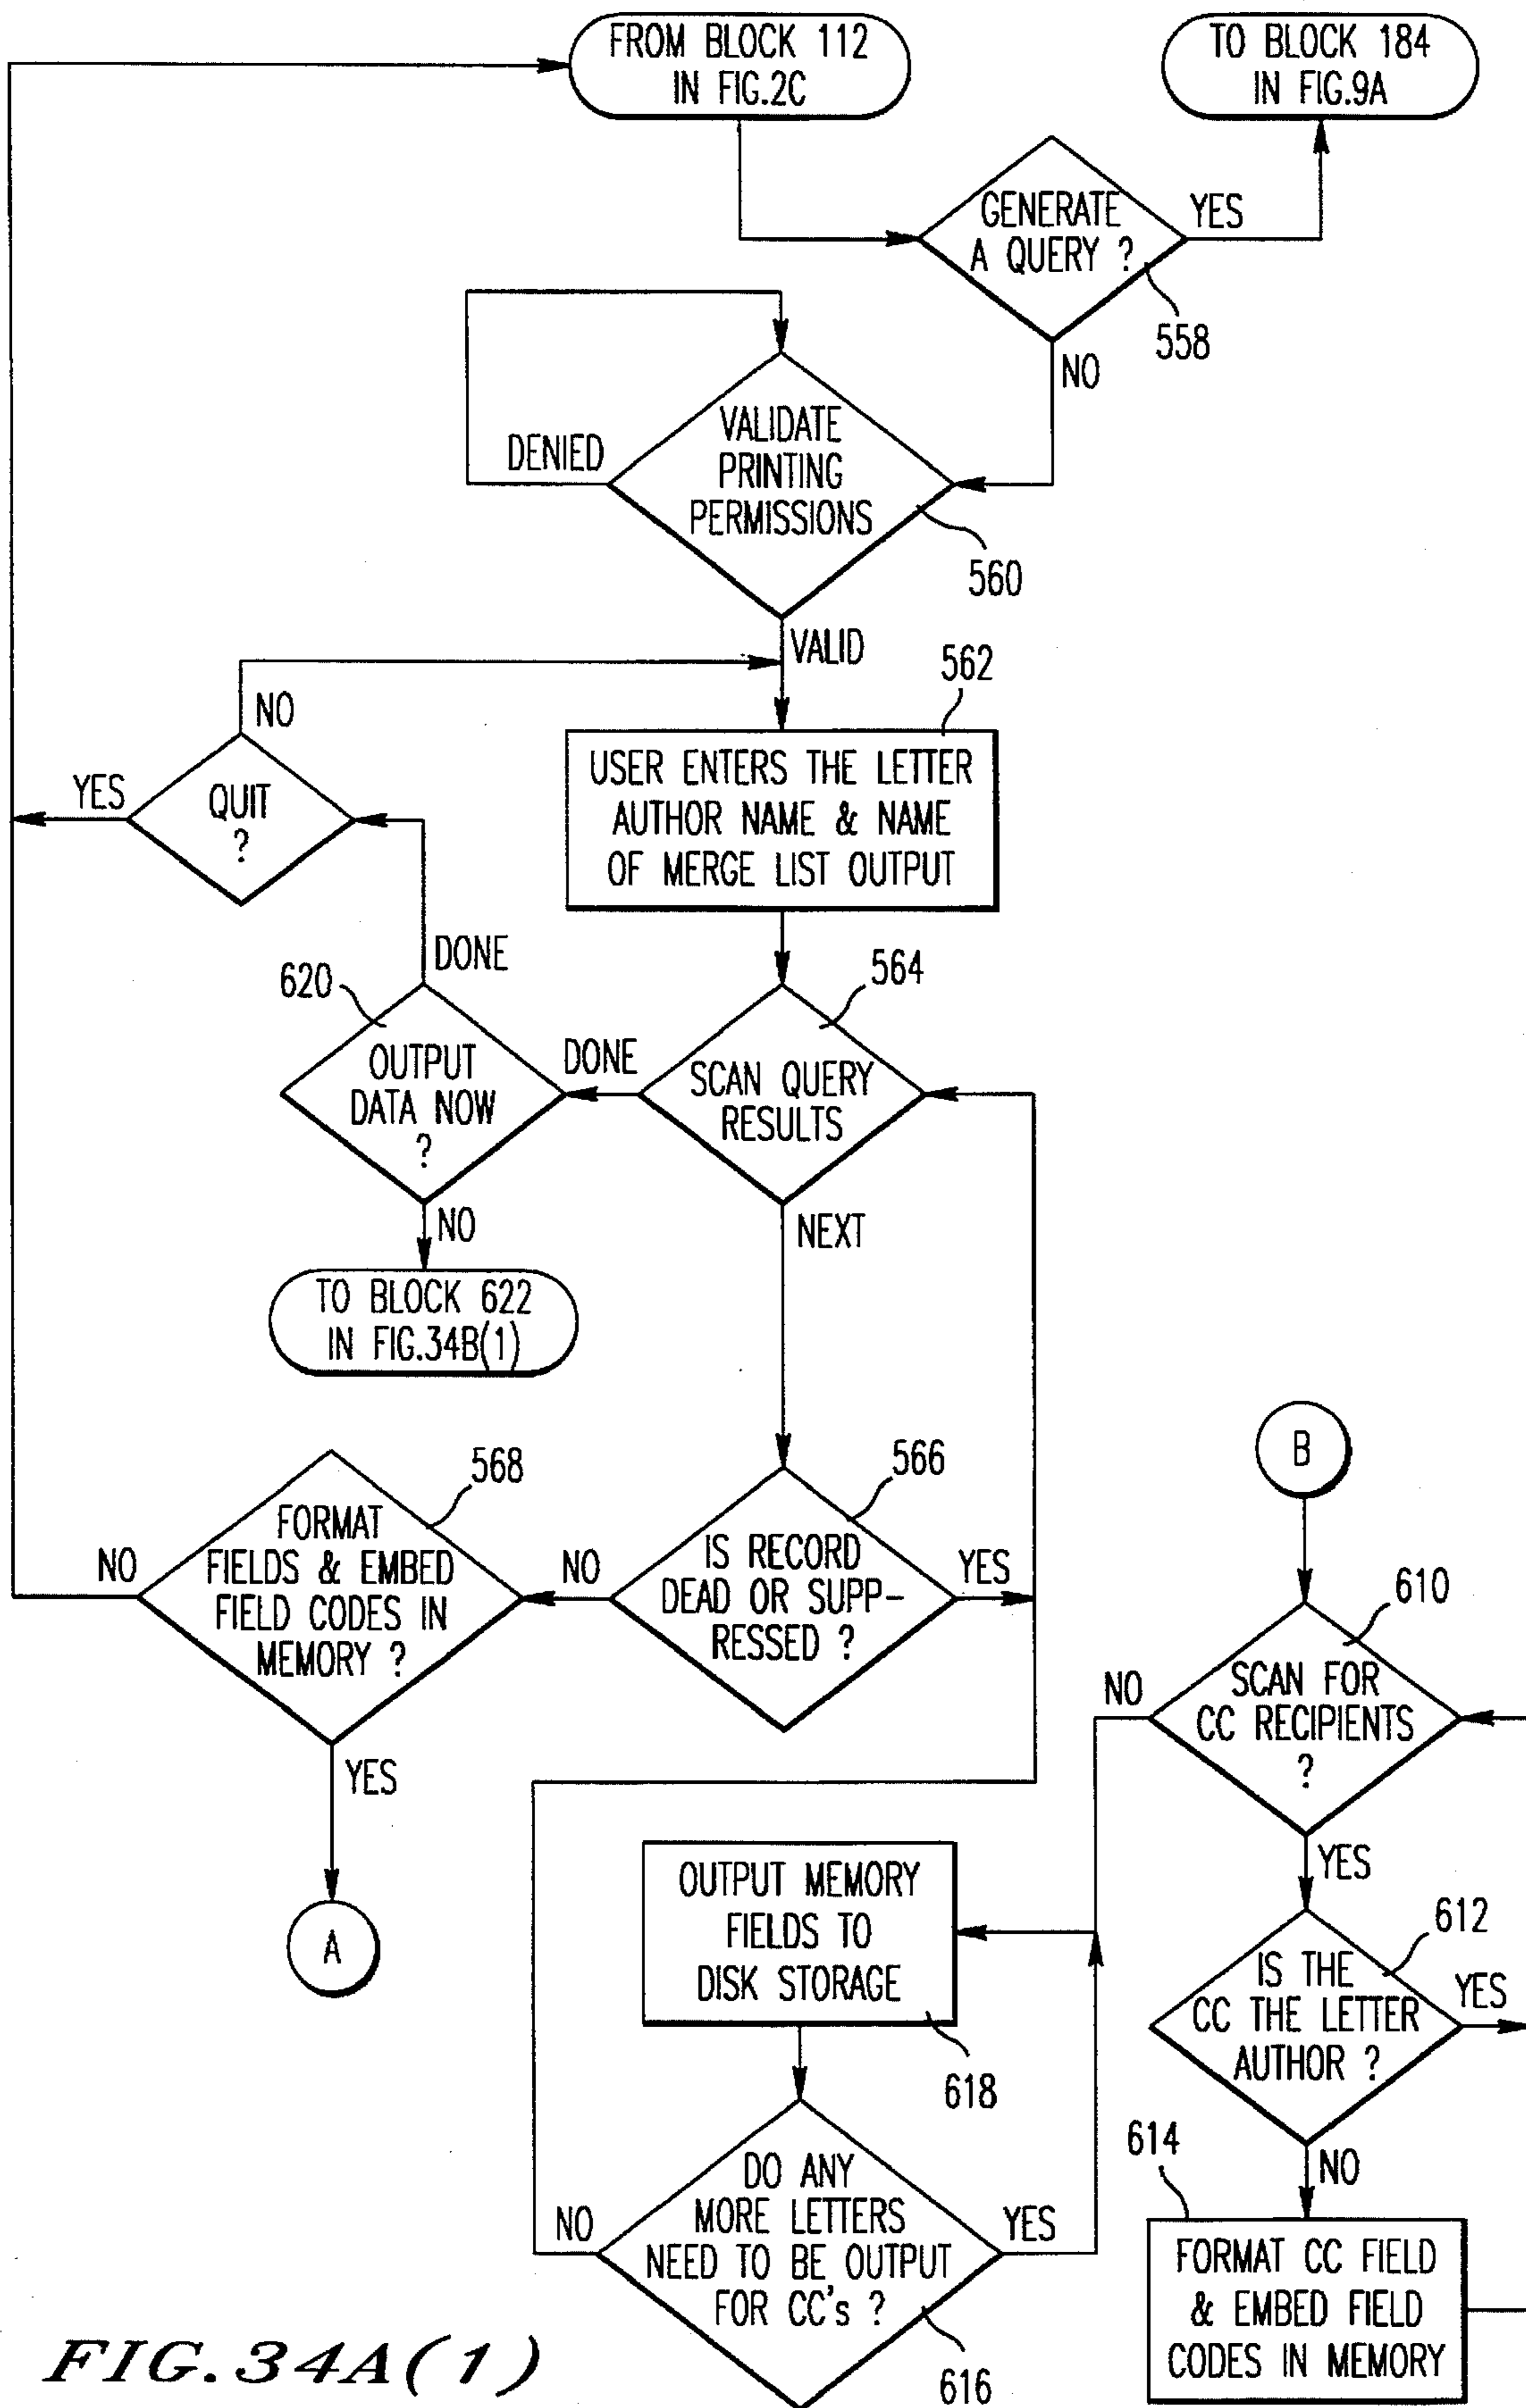 FROM BLOCK 112
IN FIG.2C
TO BLOCK 184
IN FIG.9A
GENERATE
A QUERY ?
YES
558
NO
VALIDATE
PRINTING
PERMISSIONS
DENIED
560
VALID
562
USER ENTERS THE LETTER
AUTHOR NAME & NAME
OF MERGE LIST OUTPUT
NO
YES
QUIT
?
DONE
620
OUTPUT
DATA NOW
?
DONE
564
SCAN QUERY
RESULTS
NO
NEXT
TO BLOCK 622
IN FIG.34B(1)
568
FORMAT
FIELDS & EMBED
FIELD CODES IN
MEMORY ?
NO
NO
566
IS RECORD
DEAD OR SUPP-
RESSED ?
YES
YES
A
B
610
SCAN FOR
CC RECIPIENTS
?
NO
YES
612
IS THE
CC THE LETTER
AUTHOR ?
YES
NO
614
FORMAT CC FIELD
& EMBED FIELD
CODES IN MEMORY
OUTPUT MEMORY
FIELDS TO
DISK STORAGE
618
DO ANY
MORE LETTERS
NEED TO BE OUTPUT
FOR CC's ?
NO
YES
616
FIG.34A(1)